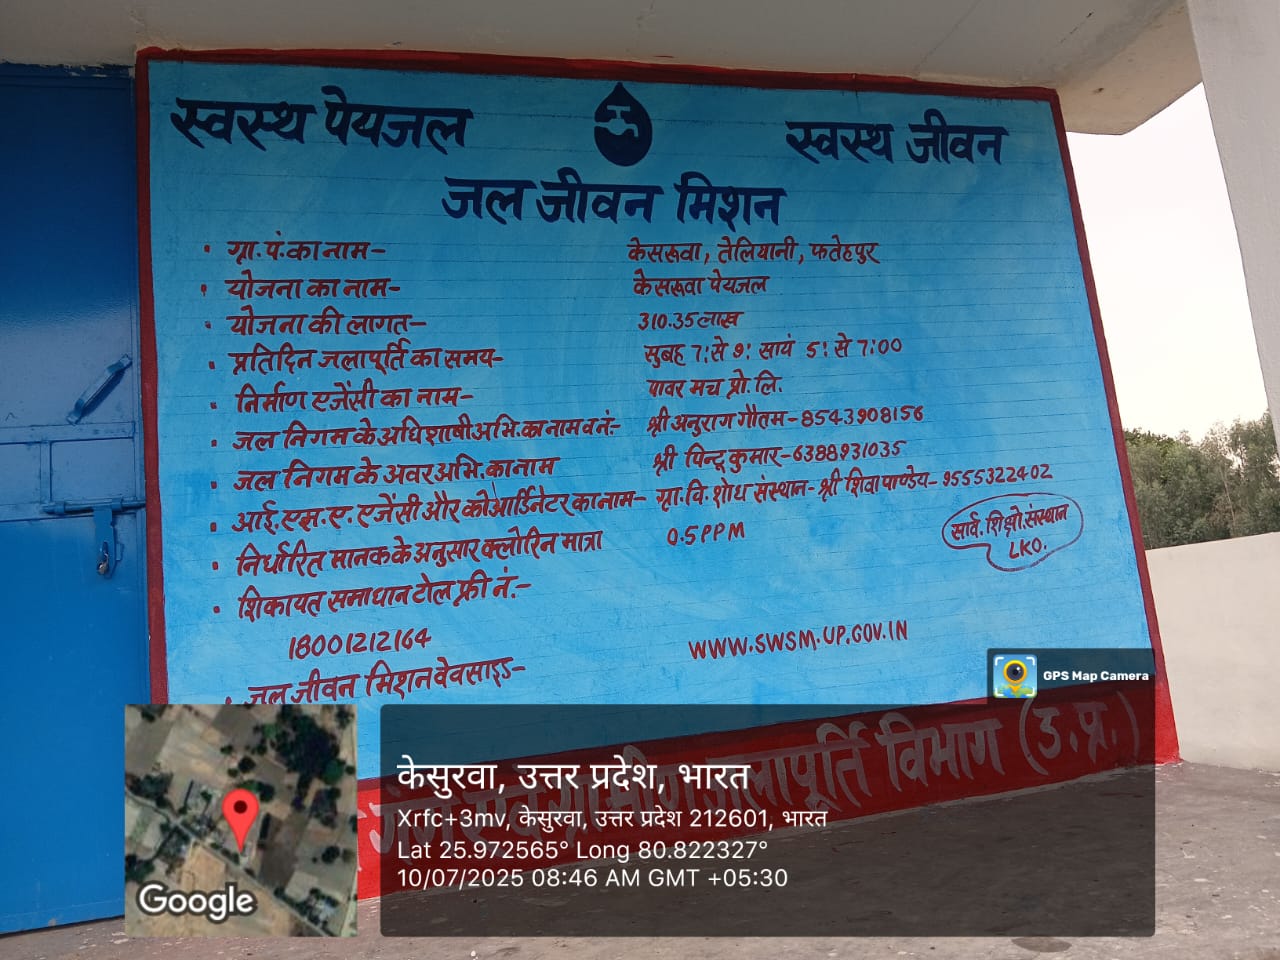 स्वस्थ पेयजल
स्वस्थ जीवन
जल जीवन मिशन
• ग्रा.पं.का नाम- केसरूवा, तेलियानी, फतेहपुर
• योजना का नाम- केसरूवा पेयजल
• योजना की लागत- 310.35 लाख
• प्रतिदिन जलापूर्ति का समय- सुबह 7: से 9: सायं 5: से 7:00
• निर्माण एजेंसी का नाम- पावर मच प्रो. लि.
• जल निगम के अधिशाषी अभि. का नाम व नं.- श्री अनुराग गौतम-8543908156
• जल निगम के अवर अभि. का नाम श्री पिन्टू कुमार-6388931035
• आई.एस.ए. एजेंसी और कोआर्डिनेटर का नाम- ग्रा.वि.शोध संस्थान-श्री शिवा पाण्डेय-9555322402
• निर्धारित मानक के अनुसार क्लोरिन मात्रा 0.5 PPM
सार्व. शिक्षो. संस्थान
LKO.
• शिकायत समाधान टोल फ्री नं.-
18001212164
• जल जीवन मिशन वेवसाइड- WWW.SWSM.UP.GOV.IN
ग्रामीण जलापूर्ति विभाग (उ.प्र.)
GPS Map Camera
केसुरवा, उत्तर प्रदेश, भारत
Xrfc+3mv, केसुरवा, उत्तर प्रदेश 212601, भारत
Lat 25.972565° Long 80.822327°
10/07/2025 08:46 AM GMT +05:30
Google